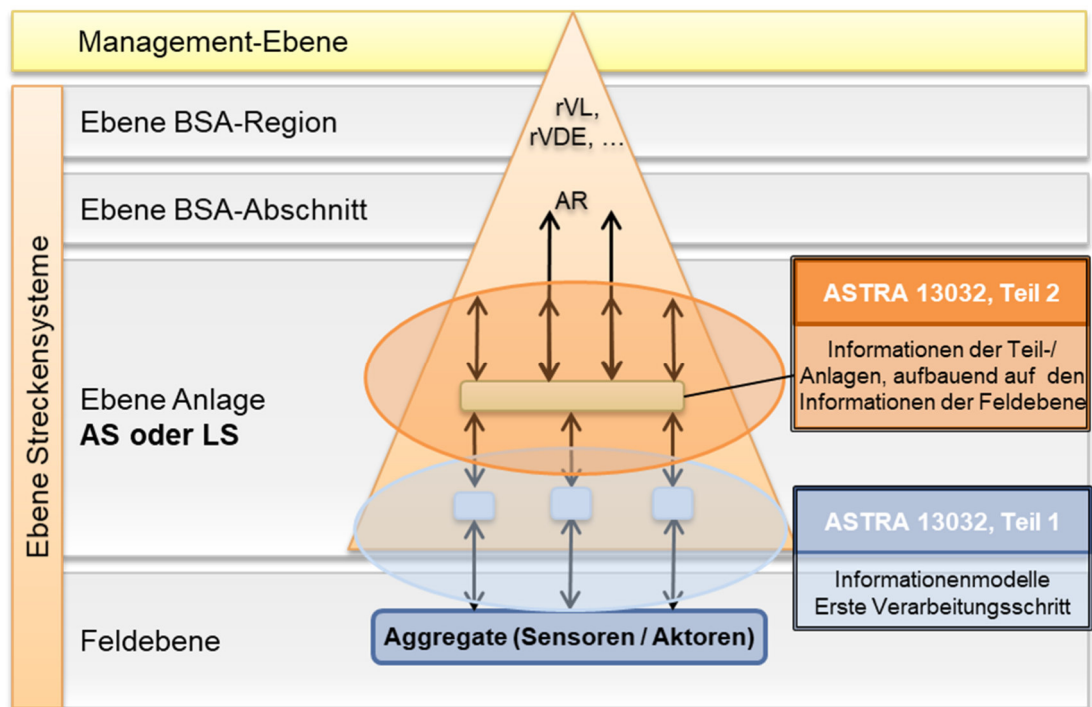 Management-Ebene
Ebene Streckensysteme
Ebene BSA-Region
rVL,
rVDE, …
Ebene BSA-Abschnitt
AR
Ebene Anlage
AS oder LS
ASTRA 13032, Teil 2
Informationen der Teil-/
Anlagen, aufbauend auf den
Informationen der Feldebene
ASTRA 13032, Teil 1
Informationenmodelle
Erste Verarbeitungsschritt
Feldebene
Aggregate (Sensoren / Aktoren)